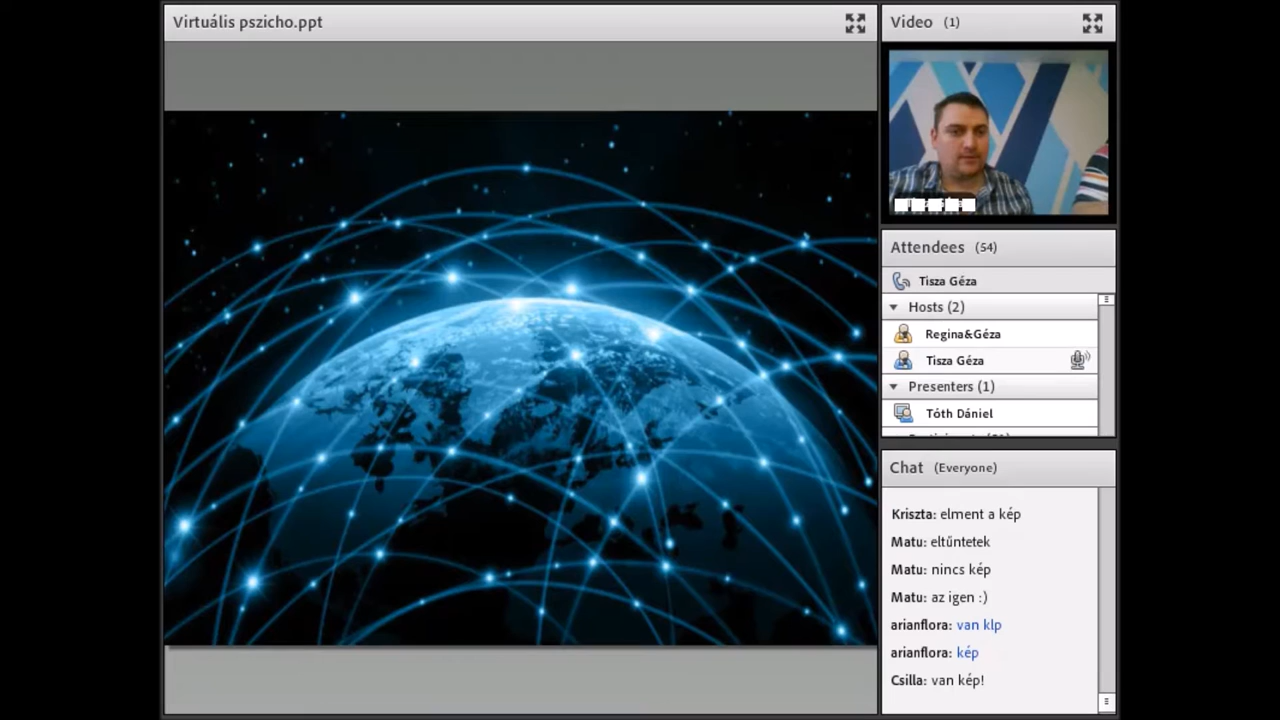 Virtuális pszicho.ppt
Video (1)
Attendees (54)
Tisza Géza
Hosts (2)
Regina&Géza
Tisza Géza
Presenters (1)
Tóth Dániel
Chat (Everyone)
Kriszta: elment a kép
Matu: eltűntetek
Matu: nincs kép
Matu: az igen :)
arianflora: van klp
arianflora: kép
Csilla: van kép!